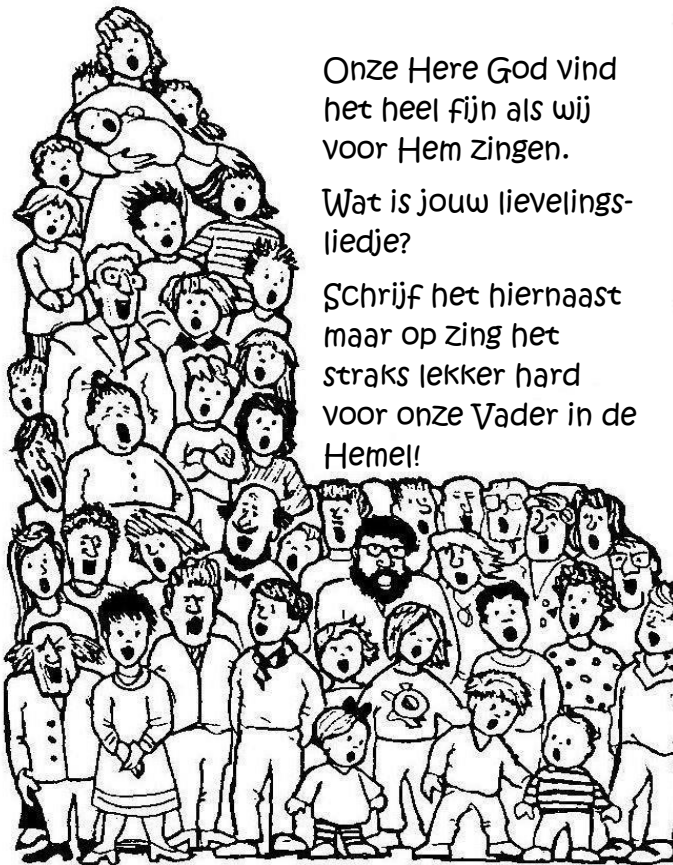 Onze Here God vind
het heel fijn als wij
voor Hem zingen.
Wat is jouw lievelings-
liedje?
Schrijf het hiernaast
maar op zing het
straks lekker hard
voor onze Vader in de
Hemel!